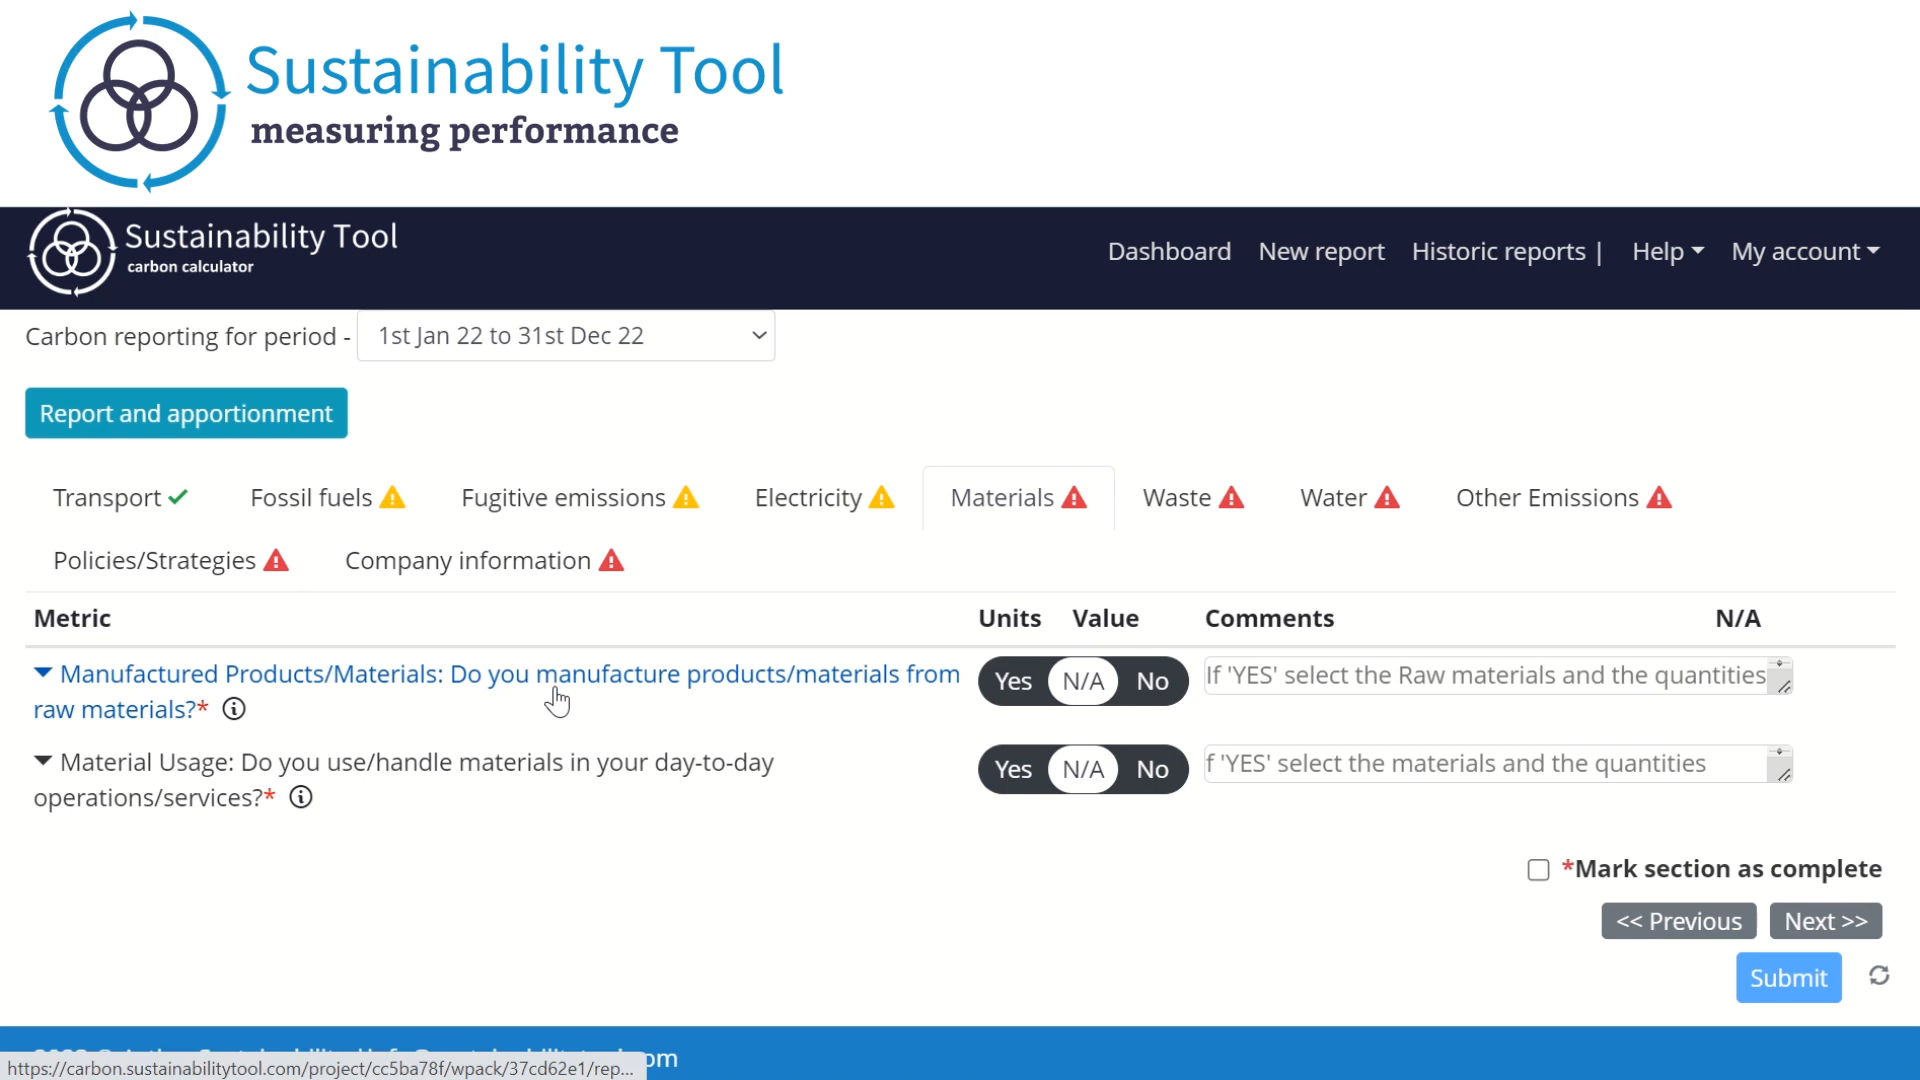 Sustainability Tool
measuring performance
Sustainability Tool
carbon calculator
Dashboard New report Historic reports | Help My account
Carbon reporting for period - 1st Jan 22 to 31st Dec 22
Report and apportionment
Transport Fossil fuels Fugitive emissions Electricity Materials Waste Water Other Emissions
Policies/Strategies Company information
Metric Units Value Comments N/A
Manufactured Products/Materials: Do you manufacture products/materials from
raw materials?*
Yes N/A No
If 'YES' select the Raw materials and the quantities
Material Usage: Do you use/handle materials in your day-to-day
operations/services?*
Yes N/A No
f 'YES' select the materials and the quantities
*Mark section as complete
<< Previous Next >>
Submit
https://carbon.sustainabilitytool.com/project/cc5ba78f/wpack/37cd62e1/rep...